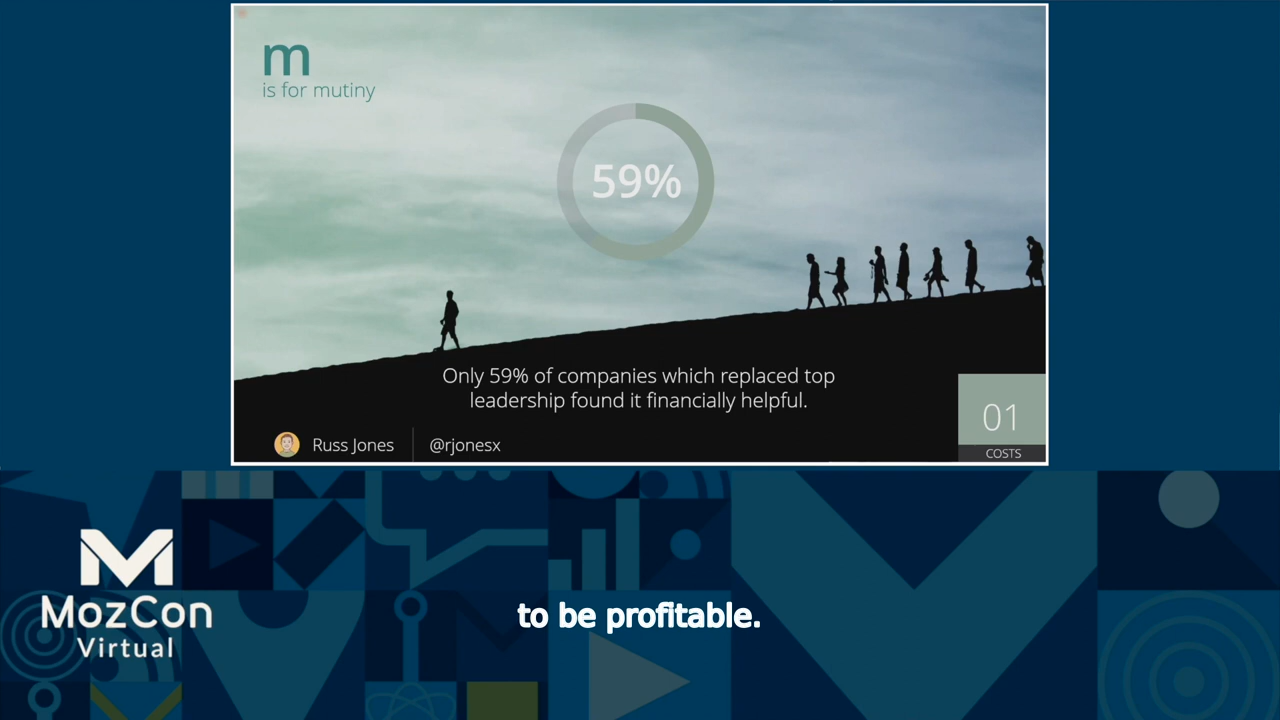 m
is for mutiny
59%
Only 59% of companies which replaced top
leadership found it financially helpful.
Russ Jones
@rjonesx
01
COSTS
MozCon
Virtual
to be profitable.